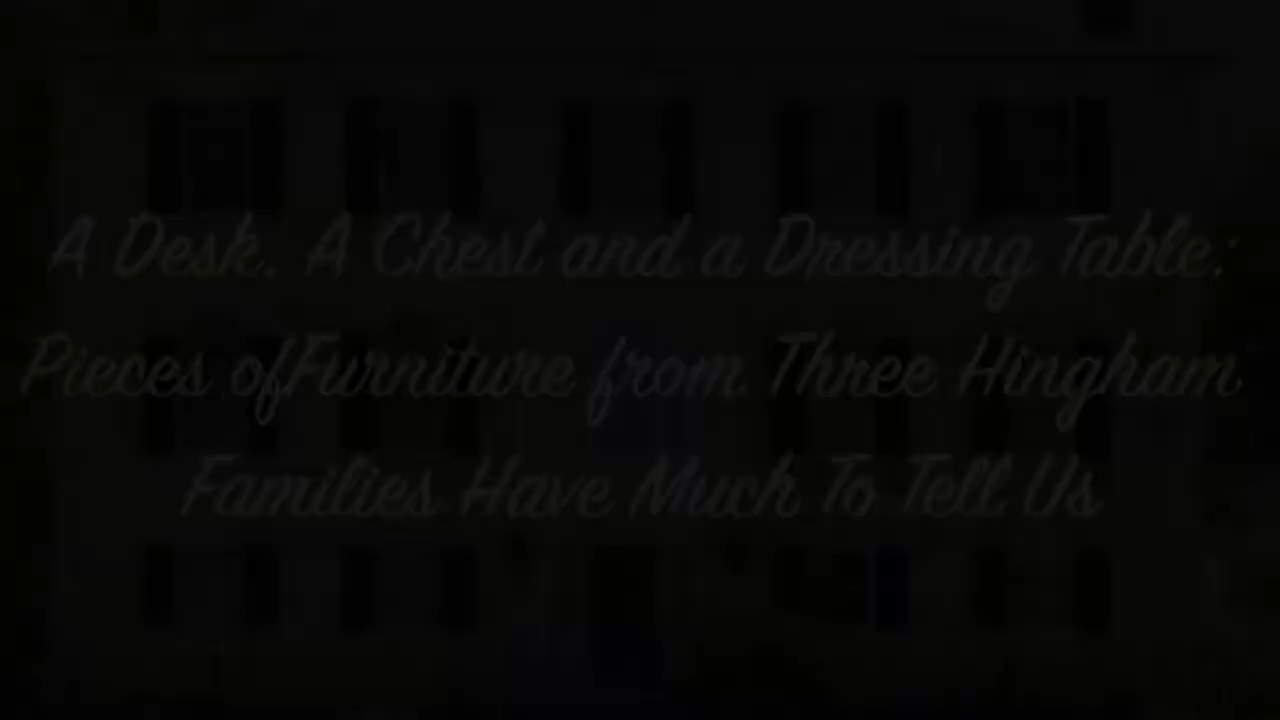 A Desk. A Chest and a Dressing Table:
Pieces ofFurniture from Three Hingham
Families Have Much To Tell Us